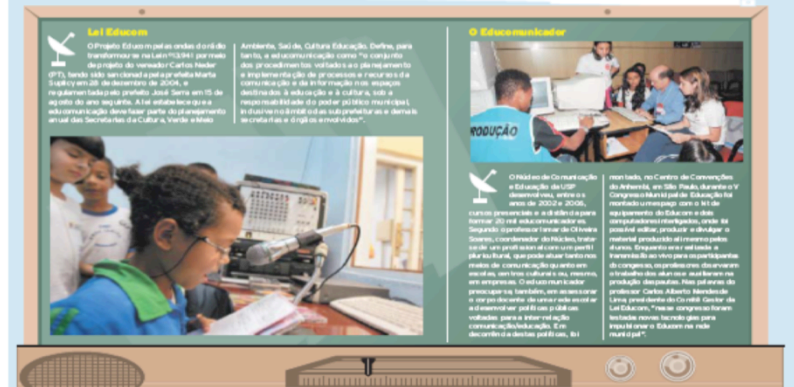 Lei Educom
O Projeto Educom pelas ondas do rádio
transformou-se na Lei nº 13.941 por meio
de projeto do vereador Carlos Neder
(PT), tendo sido sancionada pela prefeita Marta
Suplicy em 28 de dezembro de 2004, e
regulamentada pelo prefeito José Serra em 15 de
agosto do ano seguinte. A lei estabelece que a
educomunicação deve fazer parte do planejamento
anual das Secretarias da Cultura, Verde e Meio
Ambiente, Saúde, Cultura Educação. Define, para
tanto, a educomunicação como "o conjunto
dos procedimentos voltados ao planejamento
e implementação de processos e recursos da
comunicação e da informação nos espaços
destinados à educação e à cultura, sob a
responsabilidade do poder público municipal,
inclusive no âmbito das subprefeituras e demais
secretarias e órgãos envolvidos".
O Educomunicador
RODUÇÃO
O Núcleo de Comunicação
e Educação da USP
desenvolveu, entre os
anos de 2002 e 2006,
cursos presenciais e a distância para
formar 20 mil educomunicadores.
Segundo o professor Ismar de Oliveira
Soares, coordenador do Núcleo, trata-
se de um profissional com um perfil
pluricultural, que pode atuar tanto nos
meios de comunicação quanto em
escolas, centros culturais ou, mesmo,
em empresas. O educomunicador
preocupa-se, também, em assessorar
o corpo docente de uma rede escolar
a desenvolver políticas públicas
voltadas para a inter-relação
comunicação/educação. Em
decorrência destas políticas, foi
montado, no Centro de Convenções
do Anhembi, em São Paulo, durante o V
Congresso Municipal de Educação foi
montado um espaço com o kit de
equipamento do Educom e dois
computadores interligados, onde foi
possível editar, produzir e divulgar o
material produzido ali mesmo pelos
alunos. Enquanto era realizada a
transmissão ao vivo para os participantes
do congresso, os professores observaram
o trabalho dos alunos e auxiliaram na
produção das pautas. Nas palavras do
professor Carlos Alberto Mendes de
Lima, presidente do Comitê Gestor da
Lei Educom, "nesse congresso foram
testadas novas tecnologias para
impulsionar o Educom na rede
municipal".